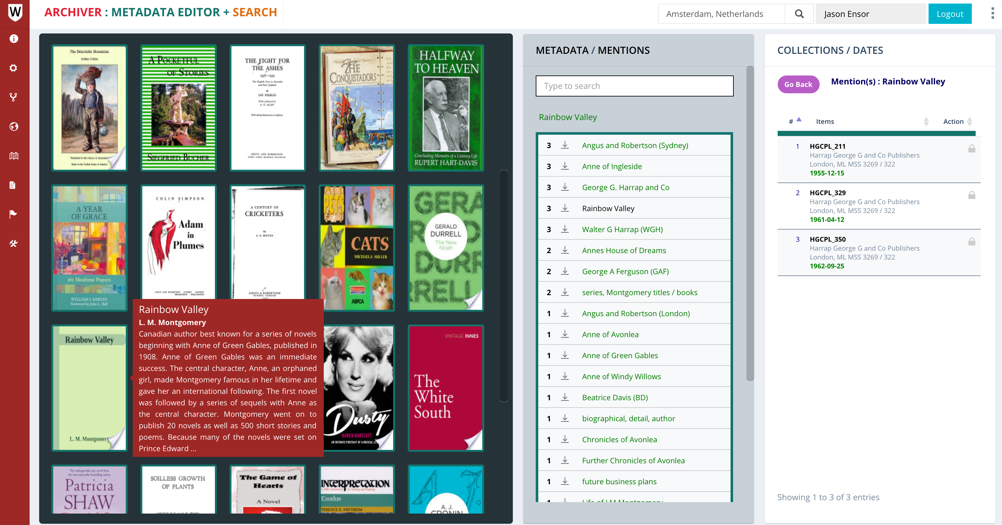 W
ARCHIVER : METADATA EDITOR + SEARCH
Amsterdam, Netherlands
Jason Ensor
Logout
A POCKETFUL
OF STORIES
THE FIGHT FOR
THE ASHES
THE
CONQUISTADORS
HALFWAY
TO HEAVEN
Concluding Memoirs of a Literary Life
RUPERT HART-DAVIS
A YEAR
OF GRACE
365 Mealtime Prayers
COLIN SIMPSON
Adam
in
Plumes
A CENTURY OF
CRICKETERS
CATS
MICHAELA MILLER
GERALD
DURRELL
The New
Noah
Rainbow Valley
L. M. Montgomery
Rainbow Valley
L. M. Montgomery
Canadian author best known for a series of novels
beginning with Anne of Green Gables, published in
1908. Anne of Green Gables was an immediate
success. The central character, Anne, an orphaned
girl, made Montgomery famous in her lifetime and
gave her an international following. The first novel
was followed by a series of sequels with Anne as
the central character. Montgomery went on to
publish 20 novels as well as 500 short stories and
poems. Because many of the novels were set on
Prince Edward ...
Dusty
VINTAGE INNES
The
White
South
Patricia
SHAW
SOILLESS GROWTH
OF PLANTS
The Game of
Hearts
A Novel
INTERPRETATION
Exodus
A. J.
CRONIN
METADATA / MENTIONS
Type to search
Rainbow Valley
3 Angus and Robertson (Sydney)
3 Anne of Ingleside
3 George G. Harrap and Co
3 Rainbow Valley
3 Walter G Harrap (WGH)
2 Annes House of Dreams
2 George A Ferguson (GAF)
2 series, Montgomery titles / books
1 Angus and Robertson (London)
1 Anne of Avonlea
1 Anne of Green Gables
1 Anne of Windy Willows
1 Beatrice Davis (BD)
1 biographical, detail, author
1 Chronicles of Avonlea
1 Further Chronicles of Avonlea
1 future business plans
COLLECTIONS / DATES
Go Back
Mention(s) : Rainbow Valley
# Items Action
1 HGCPL_211
Harrap George G and Co Publishers
London, ML MSS 3269 / 322
1955-12-15
2 HGCPL_329
Harrap George G and Co Publishers
London, ML MSS 3269 / 322
1961-04-12
3 HGCPL_350
Harrap George G and Co Publishers
London, ML MSS 3269 / 322
1962-09-25
Showing 1 to 3 of 3 entries